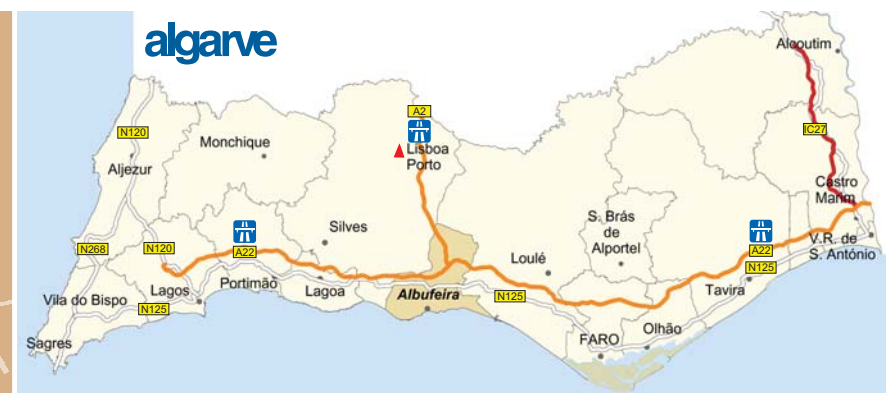 algarve
Alcoutim
A2
N120
IC27
Monchique
Lisboa
Porto
Aljezur
Castro
Marim
S. Brás
de
Alportel
Silves
N268
N120
A22
A22
V.R. de
S. António
Loulé
N125
Vila do Bispo
Lagos
Portimão
Lagoa
Albufeira
N125
Tavira
N125
Olhão
FARO
Sagres